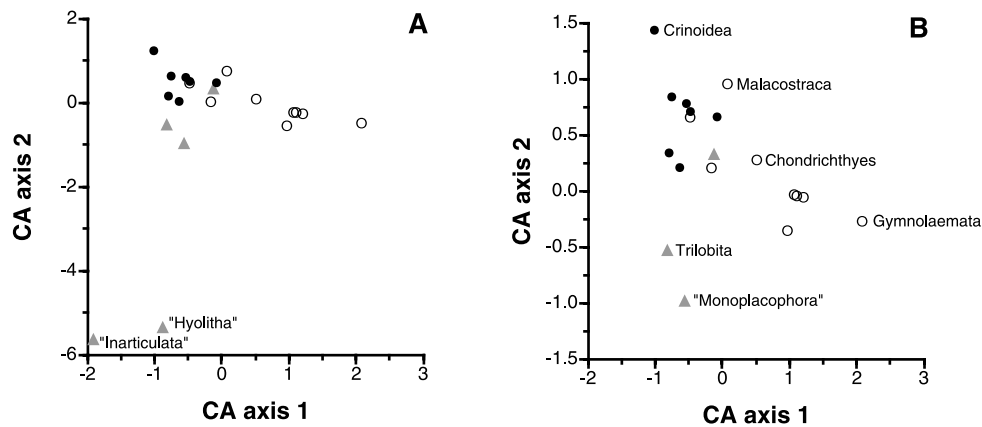 A
2
0
-2
-4
-6
CA axis 2
"Hyolitha"
"Inarticulata"
-2 -1 0 1 2 3
CA axis 1
B
1.5
1.0
0.5
0.0
-0.5
-1.0
-1.5
CA axis 2
Crinoidea
Malacostraca
Chondrichthyes
Gymnolaemata
Trilobita
"Monoplacophora"
-2 -1 0 1 2 3
CA axis 1